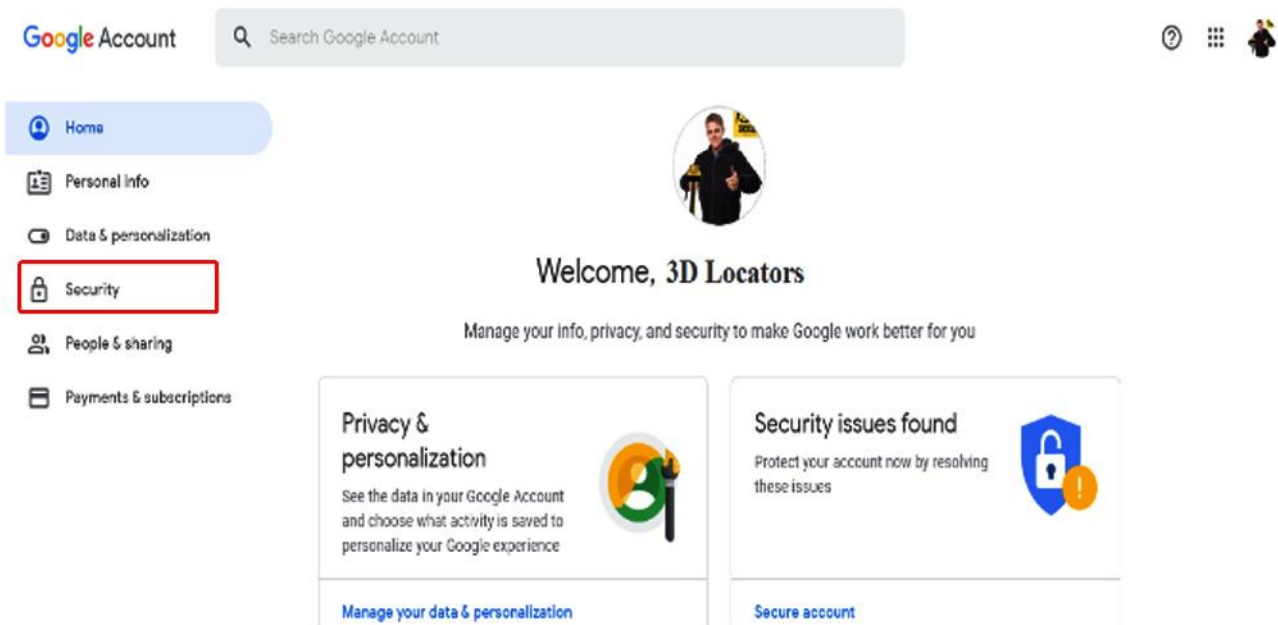 Google Account
Search Google Account
Home
Personal info
Data & personalization
Security
People & sharing
Payments & subscriptions
Welcome, 3D Locators
Manage your info, privacy, and security to make Google work better for you
Privacy &
personalization
See the data in your Google Account
and choose what activity is saved to
personalize your Google experience
Manage your data & personalization
Security issues found
Protect your account now by resolving
these issues
Secure account